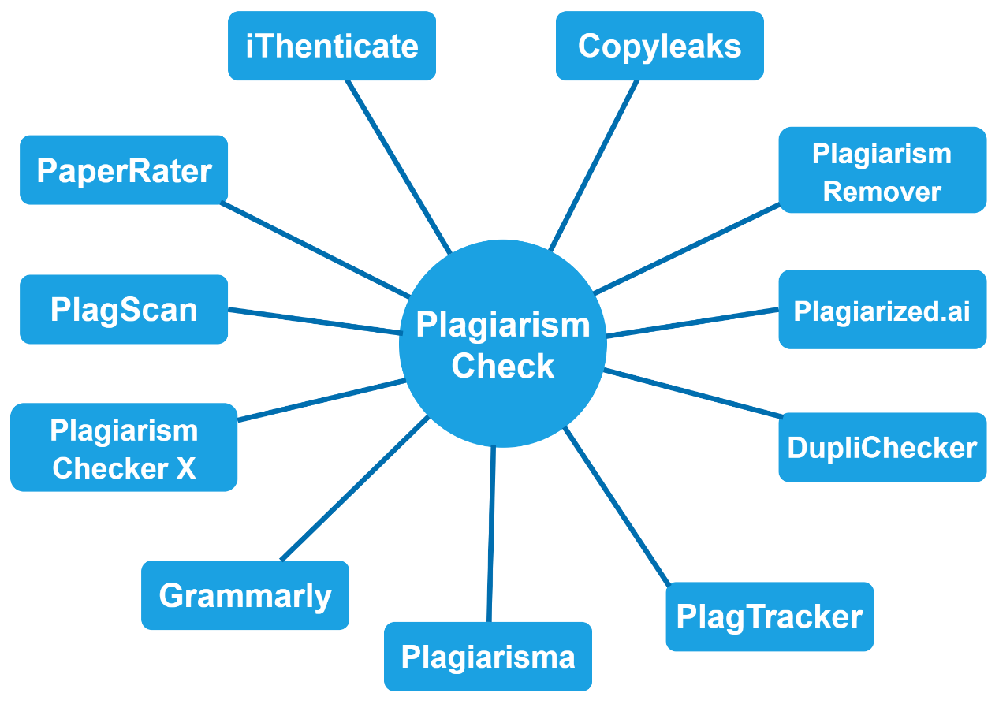 iThenticate
Copyleaks
PaperRater
Plagiarism
Remover
PlagScan
Plagiarized.ai
Plagiarism
Check
Plagiarism
Checker X
DupliChecker
Grammarly
PlagTracker
Plagiarisma